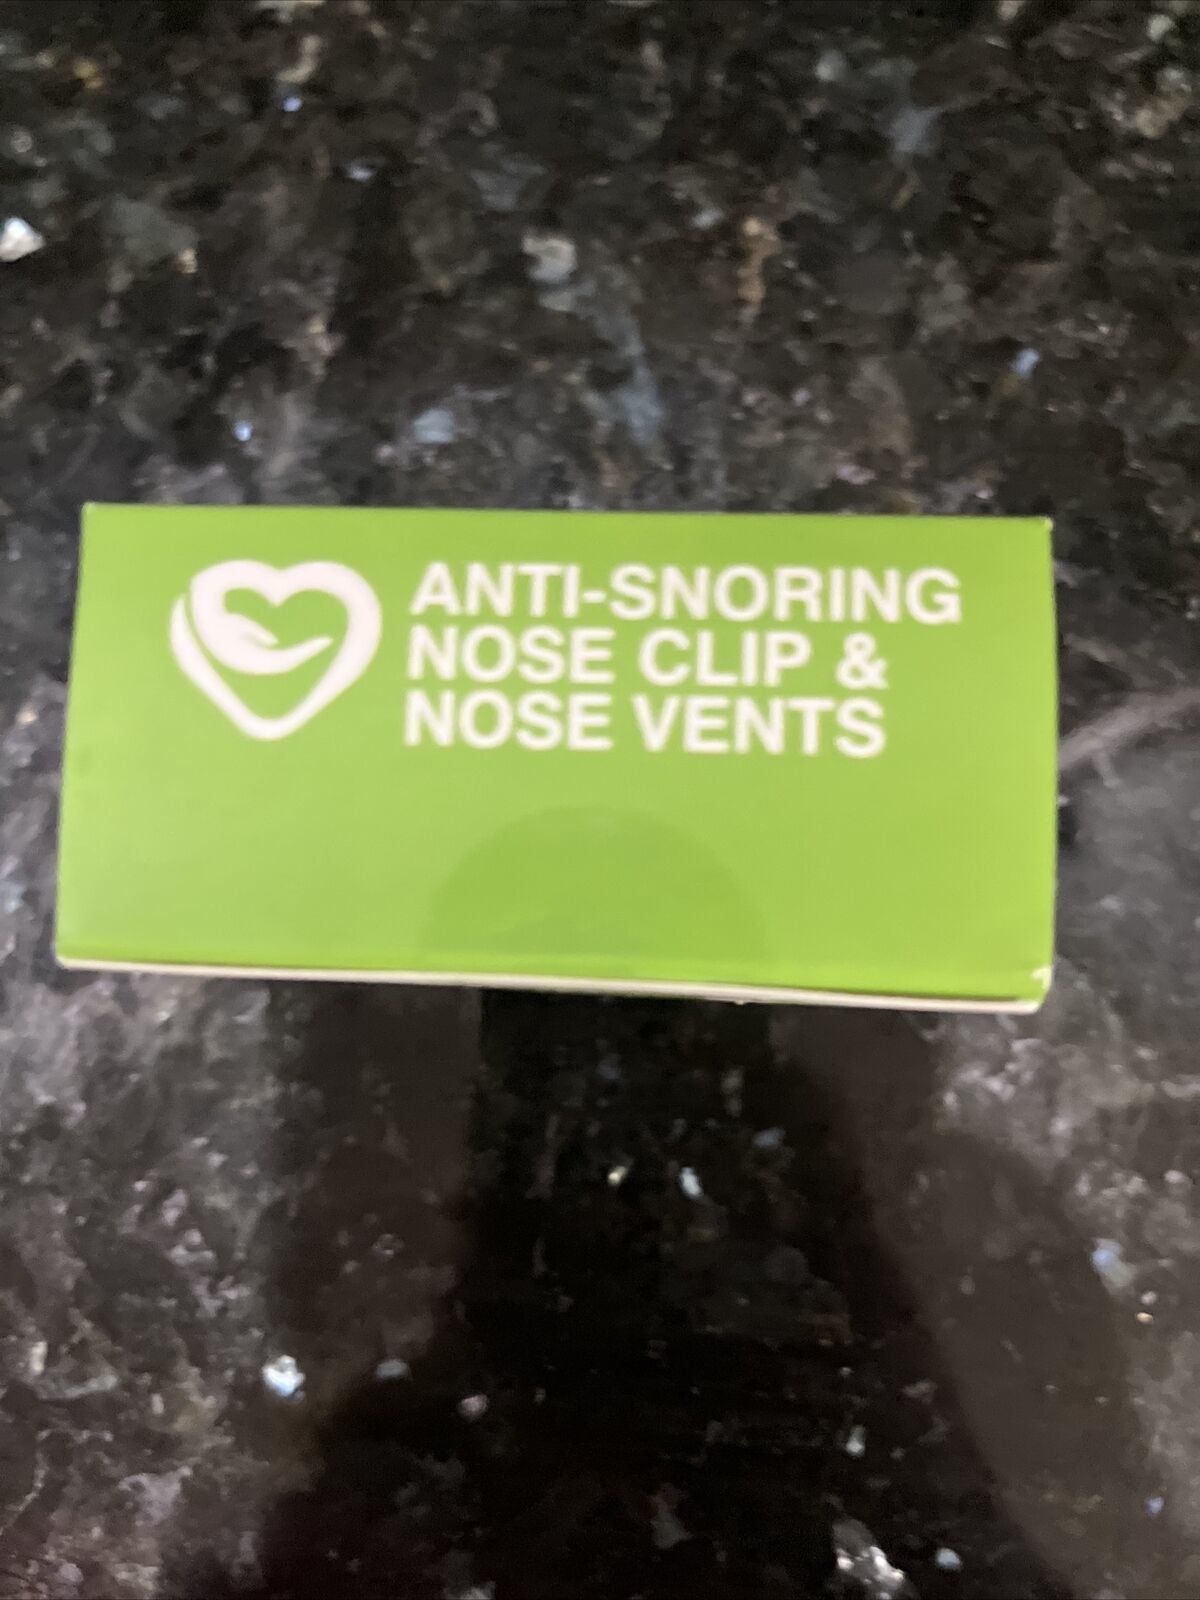 ANTI-SNORING
NOSE CLIP &
NOSE VENTS